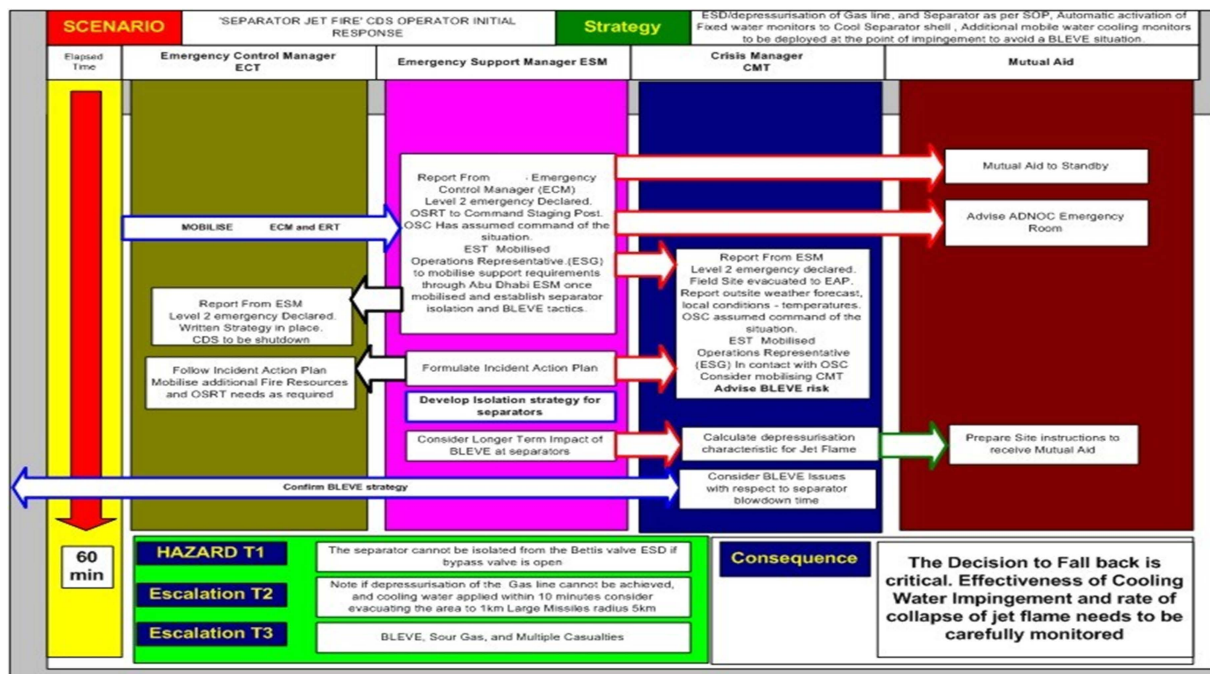 SCENARIO
'SEPARATOR JET FIRE' CDS OPERATOR INITIAL
RESPONSE
Strategy
ESD/depressurisation of Gas line, and Separator as per SOP, Automatic activation of
Fixed water monitors to Cool Separator shell , Additional mobile water cooling monitors
to be deployed at the point of impingement to avoid a BLEVE situation.
Elapsed
Time
Emergency Control Manager
ECT
Emergency Support Manager ESM
Crisis Manager
CMT
Mutual Aid
MOBILISE ECM and ERT
Report From ESM
Level 2 emergency Declared.
Written Strategy in place.
CDS to be shutdown
Follow Incident Action Plan
Mobilise additional Fire Resources
and OSRT needs as required
Report From - Emergency
Control Manager (ECM)
Level 2 emergency Declared.
OSRT to Command Staging Post.
OSC Has assumed command of the
situation.
EST Mobilised
Operations Representative.(ESG)
to mobilise support requirements
through Abu Dhabi ESM once
mobilised and establish separator
isolation and BLEVE tactics.
Formulate Incident Action Plan
Develop Isolation strategy for
separators
Consider Longer Term Impact of
BLEVE at separators
Report From ESM
Level 2 emergency declared.
Field Site evacuated to EAP.
Report outsite weather forecast,
local conditions - temperatures.
OSC assumed command of the
situation.
EST Mobilised
Operations Representative
(ESG) In contact with OSC
Consider mobilising CMT
Advise BLEVE risk
Calculate depressurisation
characteristic for Jet Flame
Consider BLEVE Issues
with respect to separator
blowdown time
Mutual Aid to Standby
Advise ADNOC Emergency
Room
Prepare Site instructions to
receive Mutual Aid
Confirm BLEVE strategy
60
min
HAZARD T1
The separator cannot be isolated from the Bettis valve ESD if
bypass valve is open
Escalation T2
Note if depressurisation of the Gas line cannot be achieved,
and cooling water applied within 10 minutes consider
evacuating the area to 1km Large Missiles radius 5km
Escalation T3
BLEVE, Sour Gas, and Multiple Casualties
Consequence
The Decision to Fall back is
critical. Effectiveness of Cooling
Water Impingement and rate of
collapse of jet flame needs to be
carefully monitored